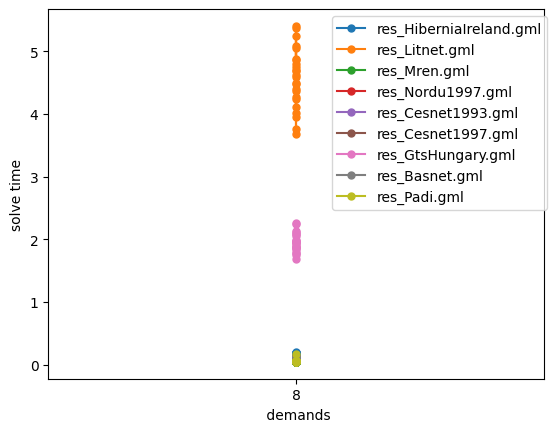 res_HiberniaIreland.gml
res_Litnet.gml
res_Mren.gml
res_Nordu1997.gml
res_Cesnet1993.gml
res_Cesnet1997.gml
res_GtsHungary.gml
res_Basnet.gml
res_Padi.gml
solve time
5
4
3
2
1
0
8
demands